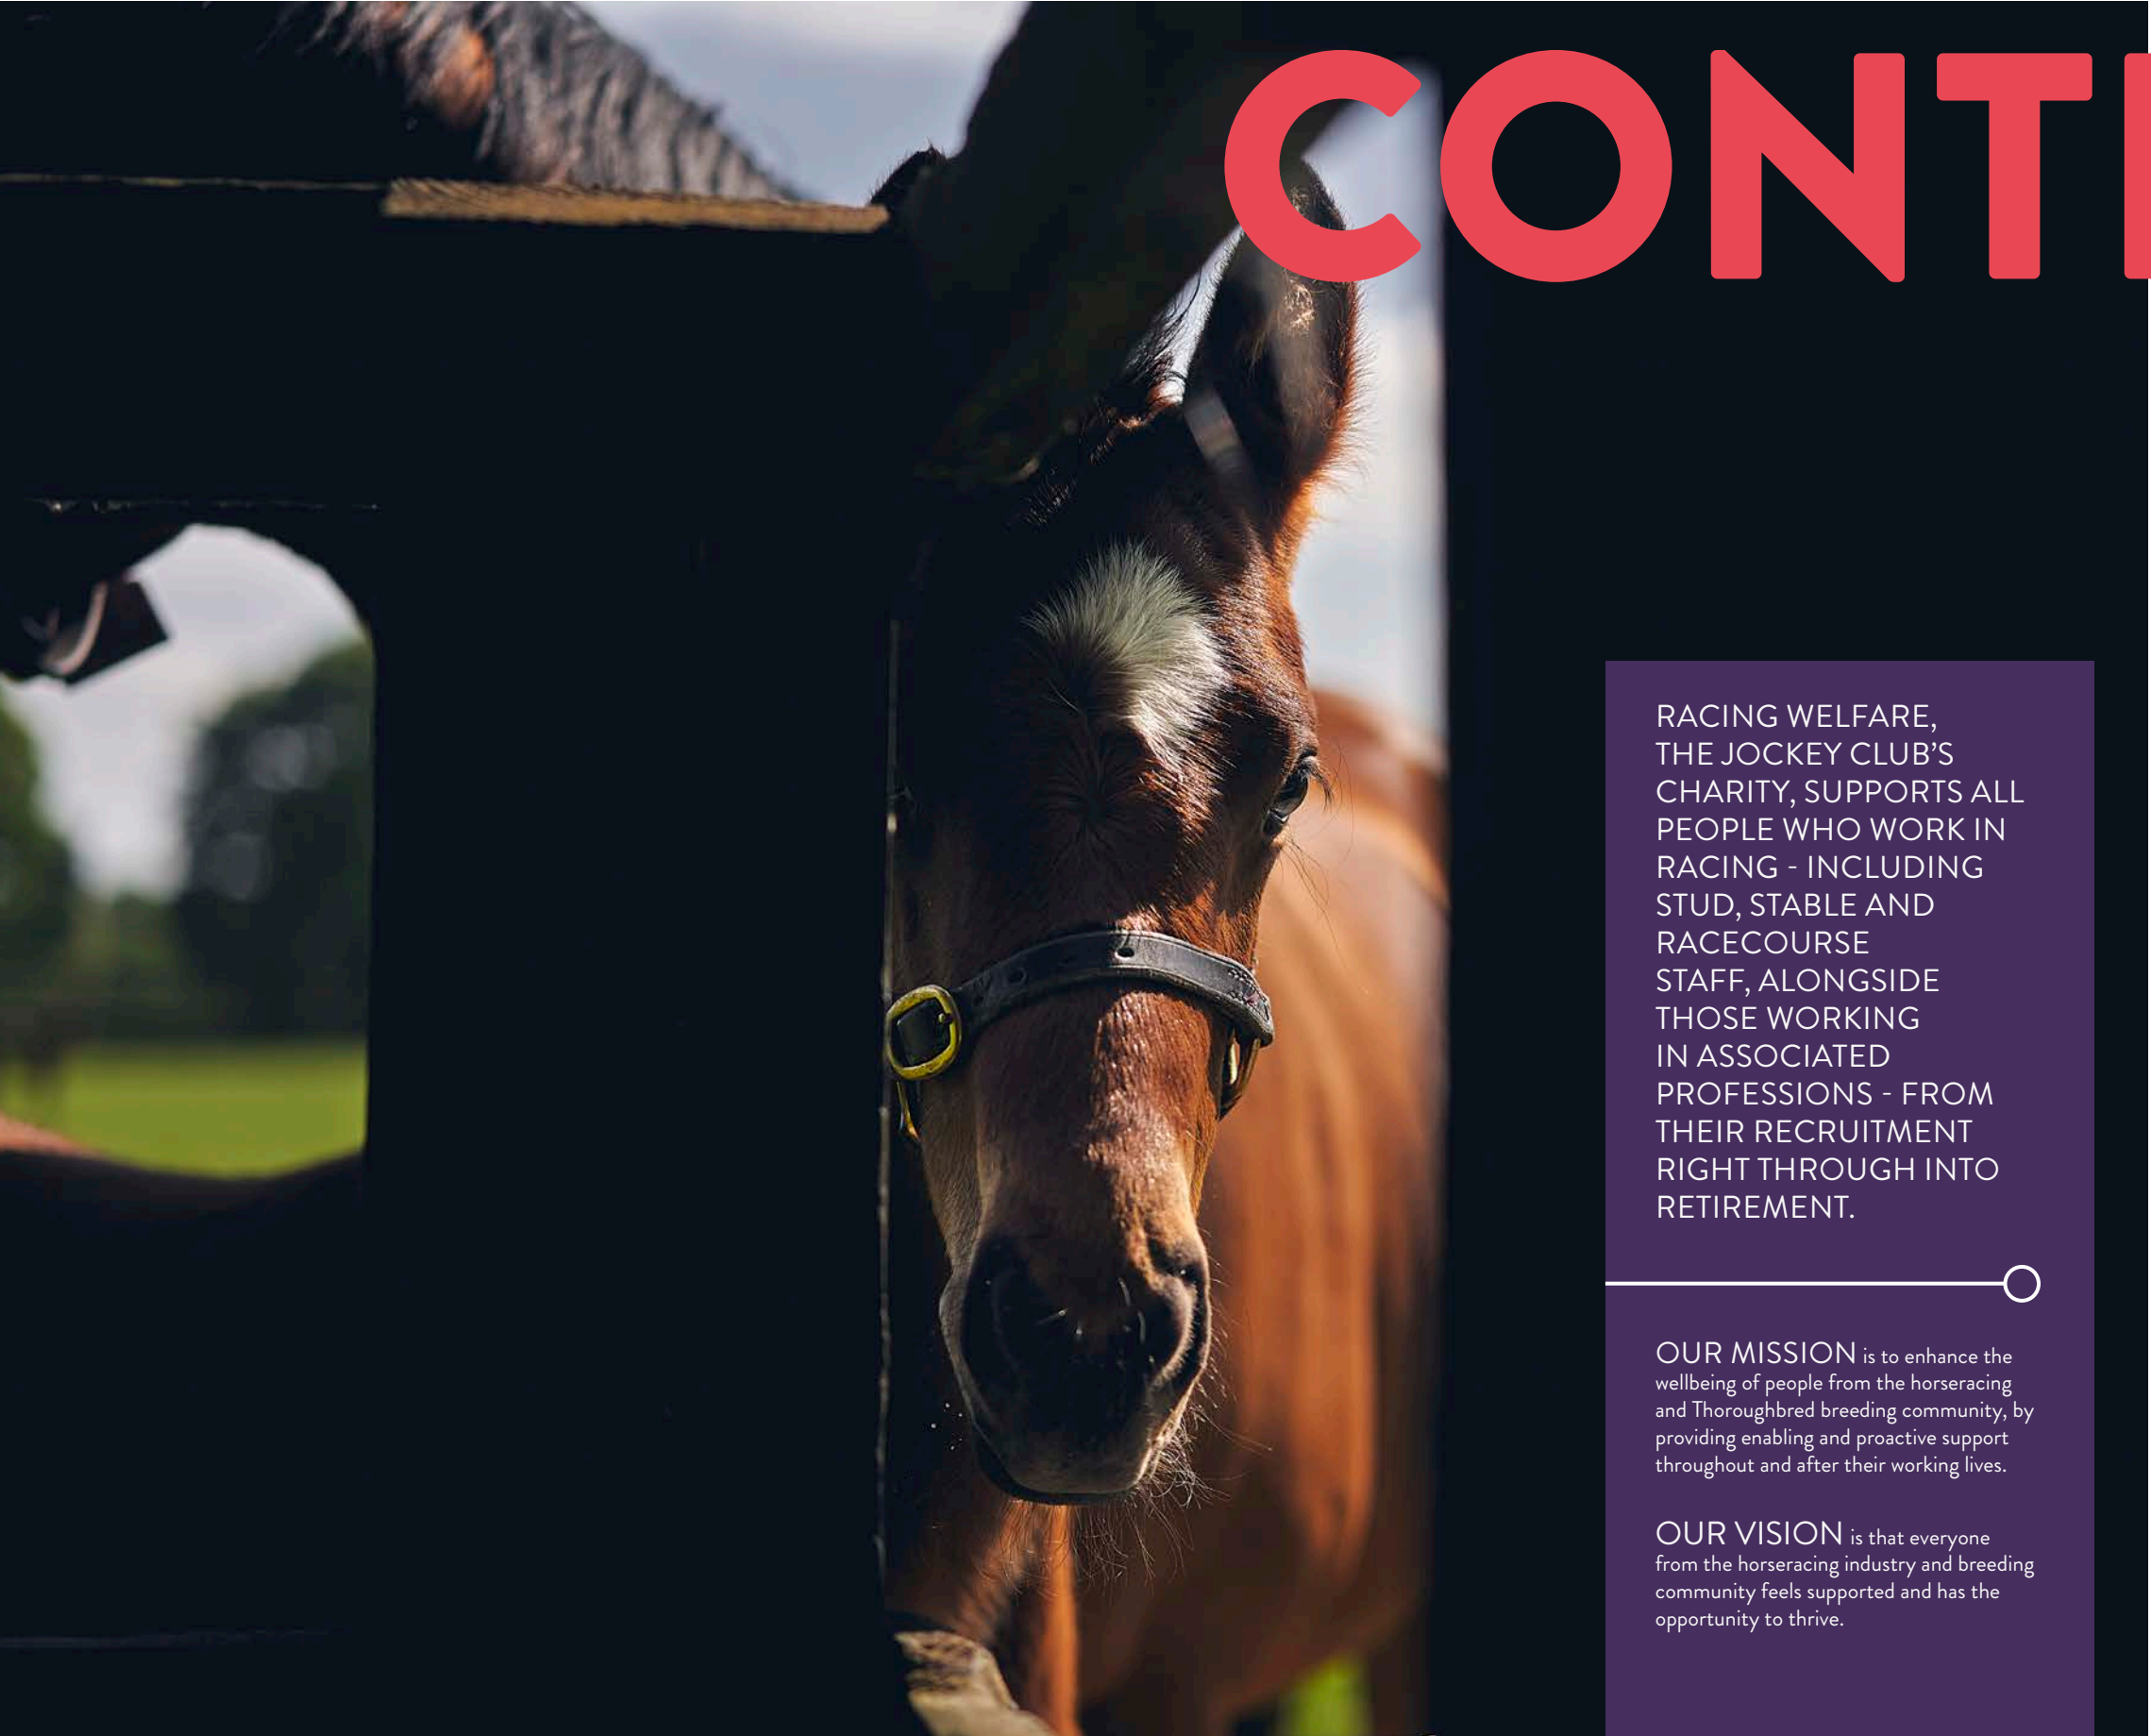 CONT
RACING WELFARE,
THE JOCKEY CLUB'S
CHARITY, SUPPORTS ALL
PEOPLE WHO WORK IN
RACING - INCLUDING
STUD, STABLE AND
RACECOURSE
STAFF, ALONGSIDE
THOSE WORKING
IN ASSOCIATED
PROFESSIONS - FROM
THEIR RECRUITMENT
RIGHT THROUGH INTO
RETIREMENT.
OUR MISSION is to enhance the
wellbeing of people from the horseracing
and Thoroughbred breeding community, by
providing enabling and proactive support
throughout and after their working lives.
OUR VISION is that everyone
from the horseracing industry and breeding
community feels supported and has the
opportunity to thrive.